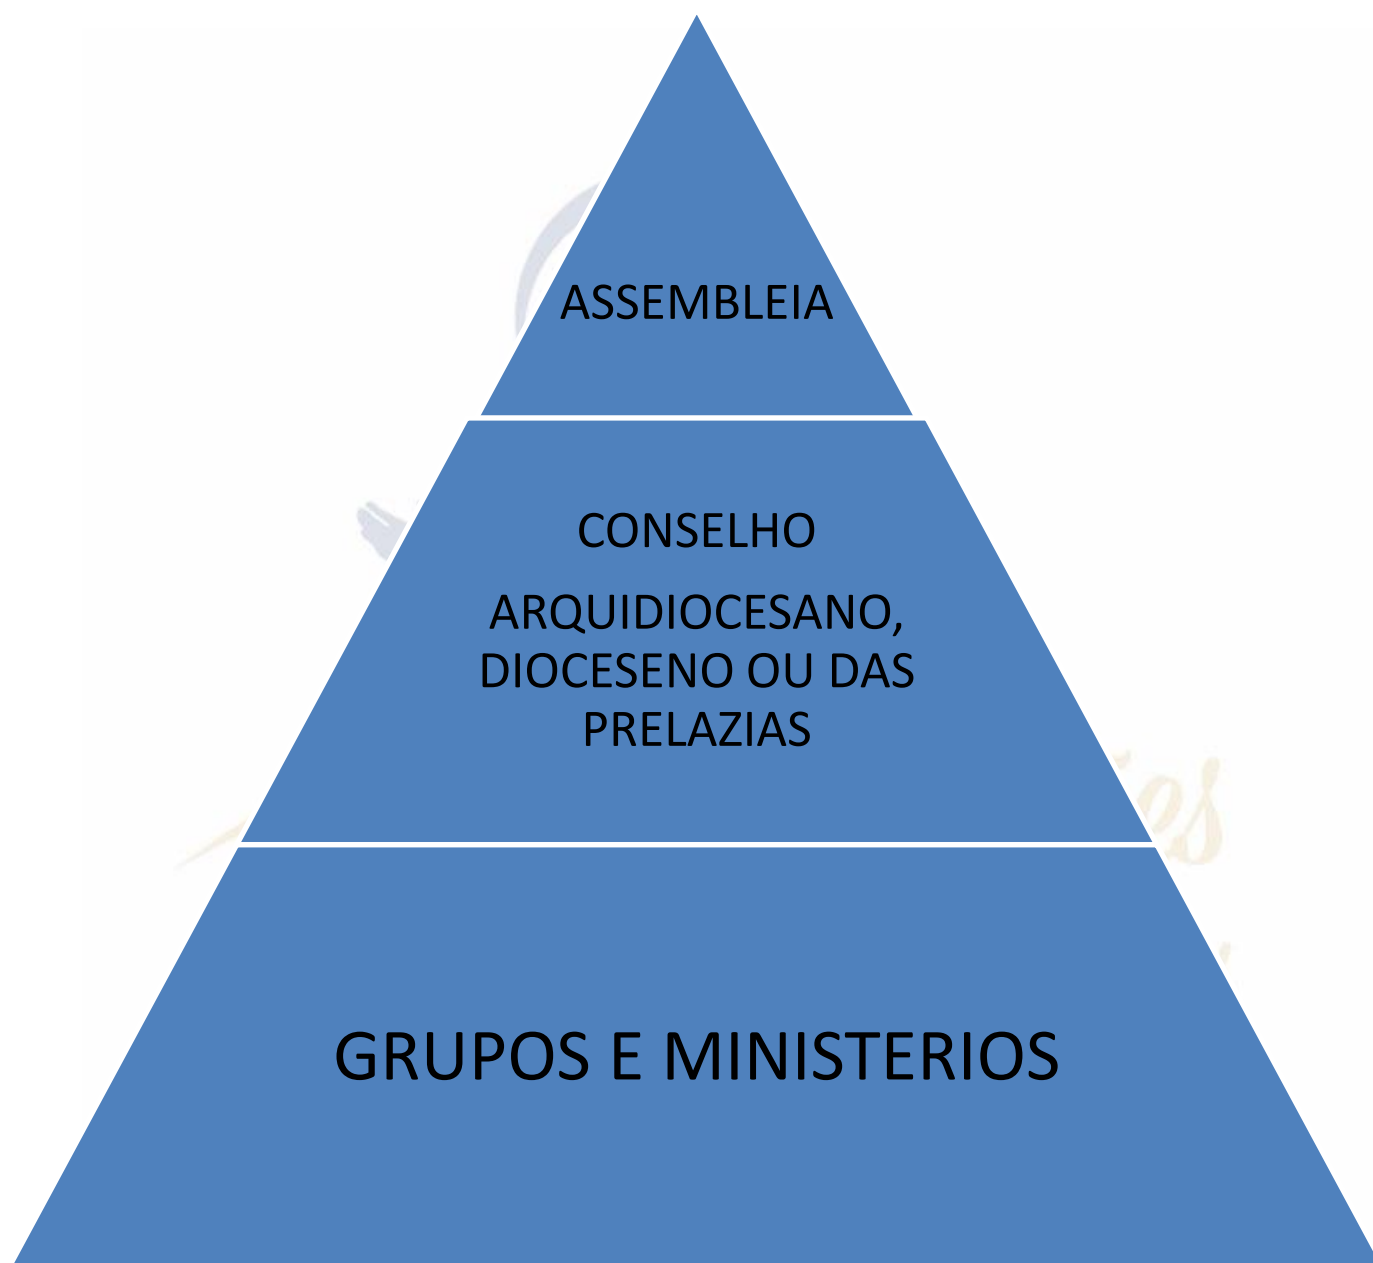 ASSEMBLEIA
CONSELHO
ARQUIDIOCESANO,
DIOCESENO OU DAS
PRELAZIAS
GRUPOS E MINISTERIOS